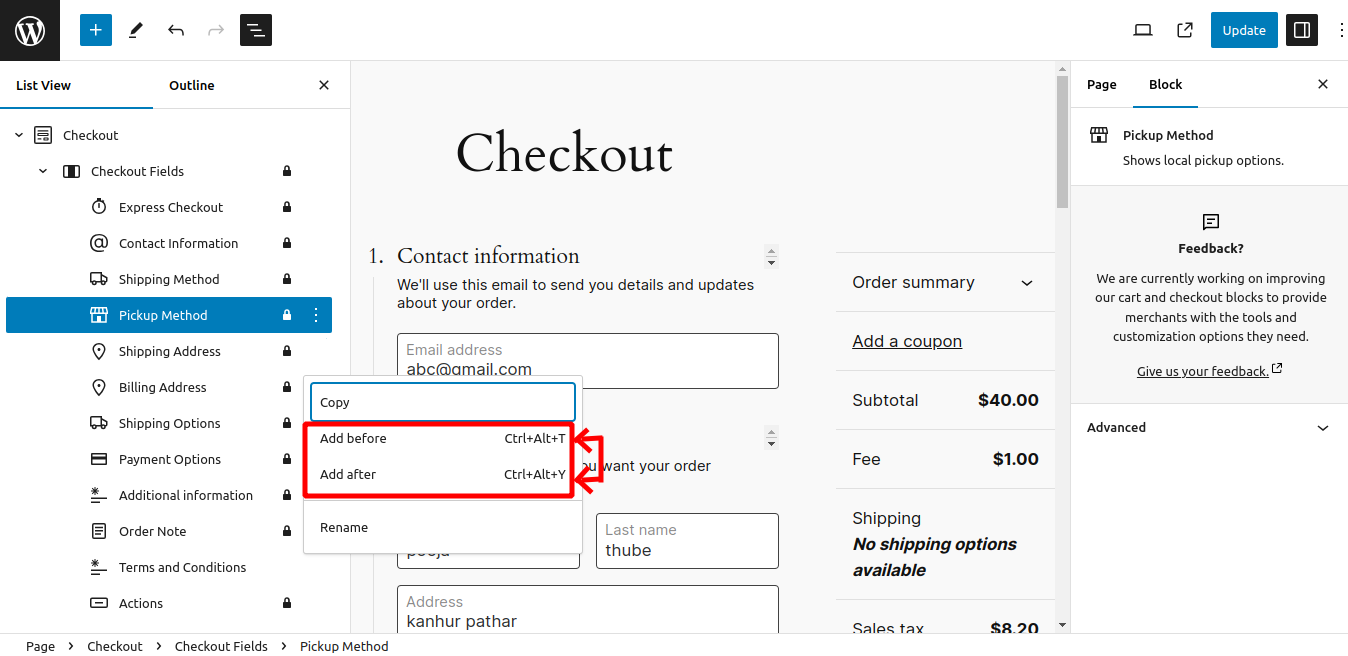 Update
List View
Outline
Checkout
Checkout Fields
Express Checkout
Contact Information
Shipping Method
Pickup Method
Shipping Address
Billing Address
Shipping Options
Payment Options
Additional information
Order Note
Terms and Conditions
Actions
Copy
Add before Ctrl+Alt+T
Add after Ctrl+Alt+Y
Rename
Checkout
1. Contact information
We'll use this email to send you details and updates
about your order.
Email address
abc@gmail.com
want your order
Last name
thube
Address
kanhur pathar
Order summary
Add a coupon
Subtotal $40.00
Fee $1.00
Shipping
No shipping options
available
Sales tax $8.20
Page
Block
Pickup Method
Shows local pickup options.
Feedback?
We are currently working on improving
our cart and checkout blocks to provide
merchants with the tools and
customization options they need.
Give us your feedback.
Advanced
Page > Checkout > Checkout Fields > Pickup Method